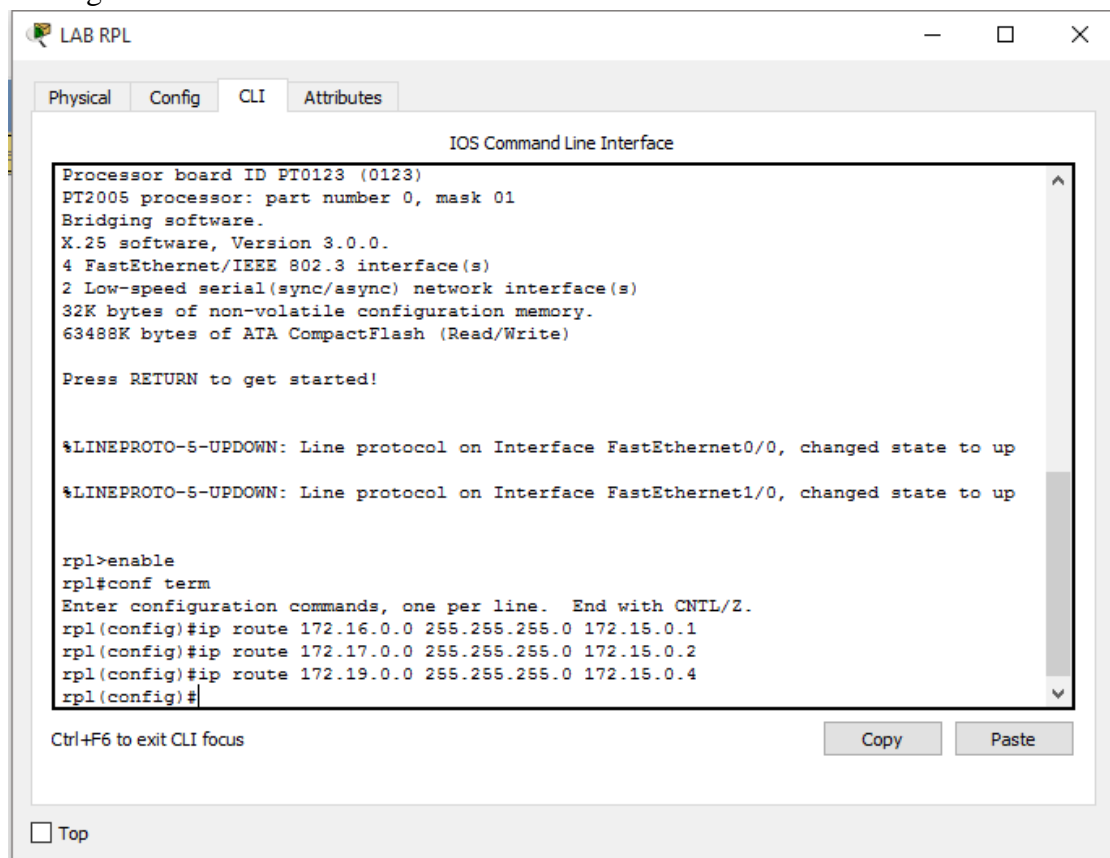 LAB RPL
Physical Config CLI Attributes
IOS Command Line Interface
Processor board ID PT0123 (0123)
PT2005 processor: part number 0, mask 01
Bridging software.
X.25 software, Version 3.0.0.
4 FastEthernet/IEEE 802.3 interface(s)
2 Low-speed serial(sync/async) network interface(s)
32K bytes of non-volatile configuration memory.
63488K bytes of ATA CompactFlash (Read/Write)
Press RETURN to get started!
%LINEPROTO-5-UPDOWN: Line protocol on Interface FastEthernet0/0, changed state to up
%LINEPROTO-5-UPDOWN: Line protocol on Interface FastEthernet1/0, changed state to up
rpl>enable
rpl#conf term
Enter configuration commands, one per line.  End with CNTL/Z.
rpl(config)#ip route 172.16.0.0 255.255.255.0 172.15.0.1
rpl(config)#ip route 172.17.0.0 255.255.255.0 172.15.0.2
rpl(config)#ip route 172.19.0.0 255.255.255.0 172.15.0.4
rpl(config)#
Ctrl+F6 to exit CLI focus
Copy Paste
Top